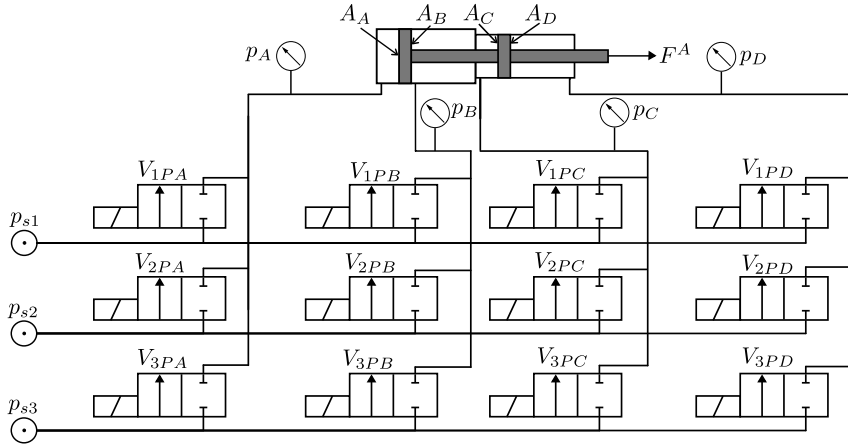 A_A A_B A_C A_D
p_A F^A p_D
p_B p_C
V_{1PA} V_{1PB} V_{1PC} V_{1PD}
p_{s1}
V_{2PA} V_{2PB} V_{2PC} V_{2PD}
p_{s2}
V_{3PA} V_{3PB} V_{3PC} V_{3PD}
p_{s3}